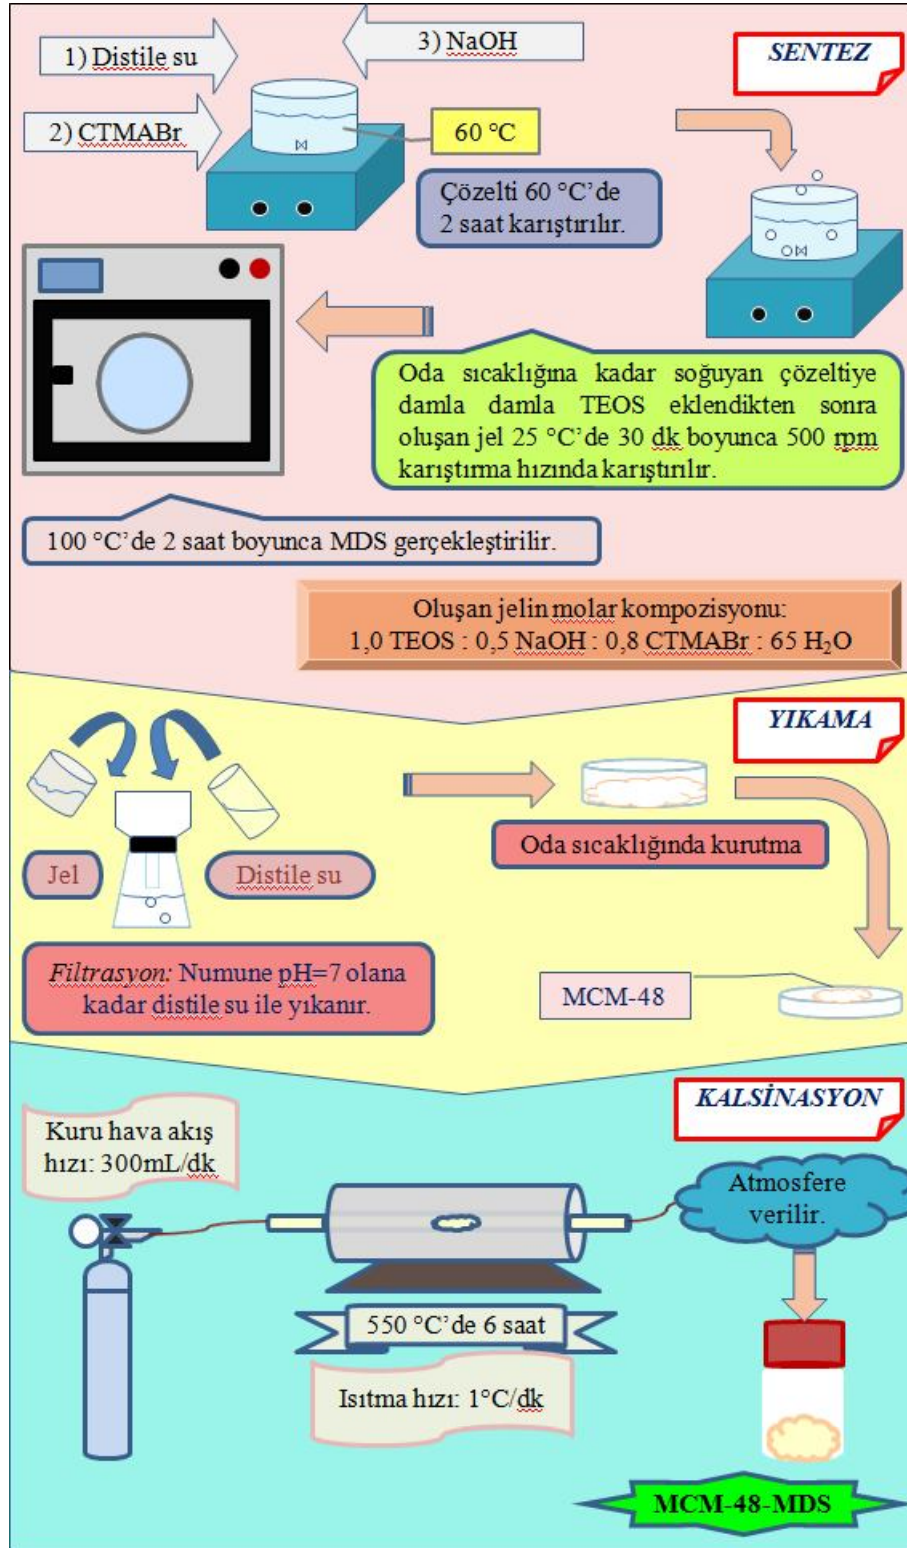 1) Distile su
3) NaOH
SENTEZ
2) CTMABr
60 °C
Çözelti 60 °C’de
2 saat karıştırilır.
Oda sıcaklığına kadar soğuyan çözeltiye
damla damla TEOS eklendikten sonra
oluşan jel 25 °C’de 30 dk boyunca 500 rpm
karıştırma hızında karıştırılır.
100 °C’de 2 saat boyunca MDS gerçekleştirilir.
Oluşan jelin molar kompozisyonu:
1,0 TEOS : 0,5 NaOH : 0,8 CTMABr : 65 H₂O
YIKAMA
Jel
Distile su
Oda sıcaklığında kurutma
Filtrasyon: Numune pH=7 olana
kadar distile su ile yıkanır.
MCM-48
KALSİNASYON
Kuru hava akış
hızı: 300mL/dk
Atmosfere
verilir.
550 °C’de 6 saat
Isıtma hızı: 1°C/dk
MCM-48-MDS